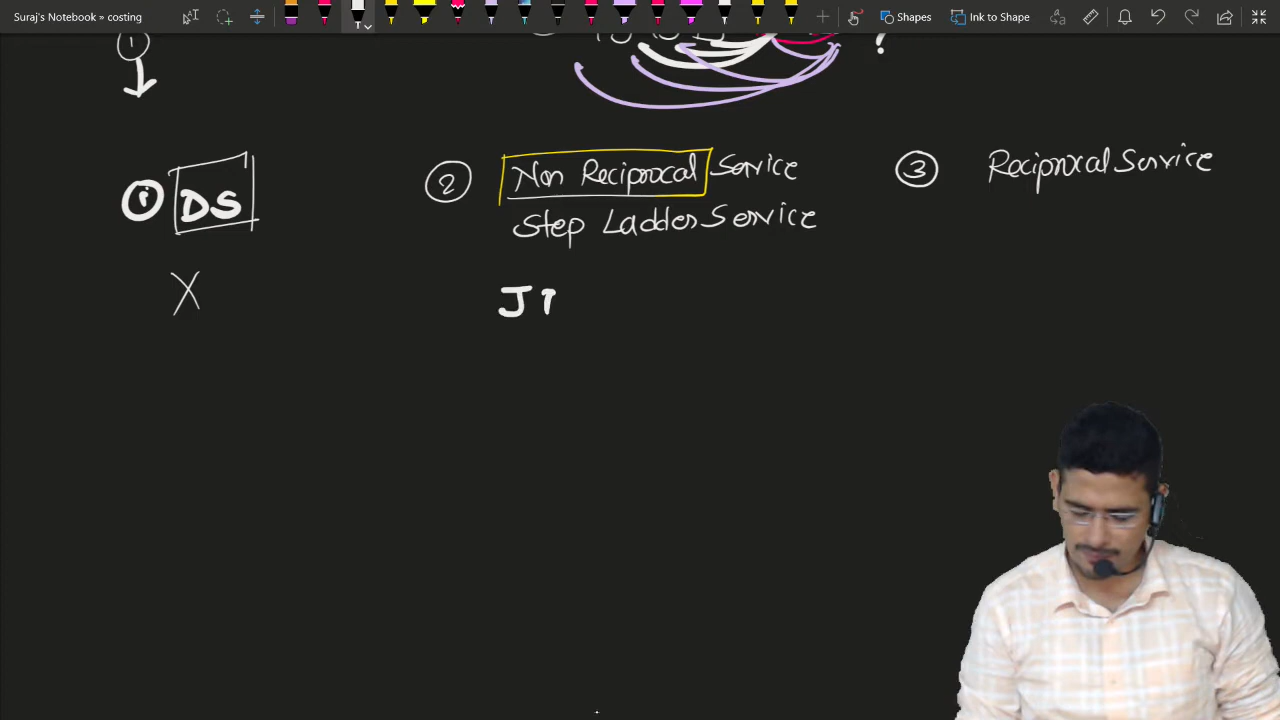 Suraj's Notebook » costing
Shapes
Ink to Shape
1
?
1 DS
2 Non Reciprocal Service
Step Ladder Service
3 Reciprocal Service
X
J